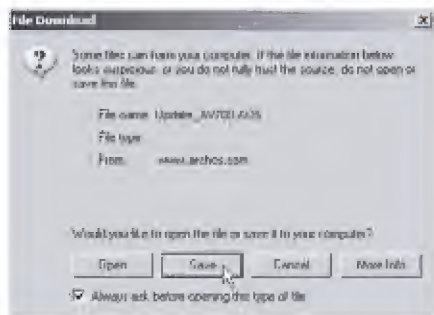 File Download
Some files can harm your computer. If the file information below
looks suspicious, or you do not fully trust the source, do not open or
save this file.
File name: Update_AV700.AOS
File type:
From: www.archos.com
Would you like to open the file or save it to your computer?
Open
Save
Cancel
More Info
Always ask before opening this type of file